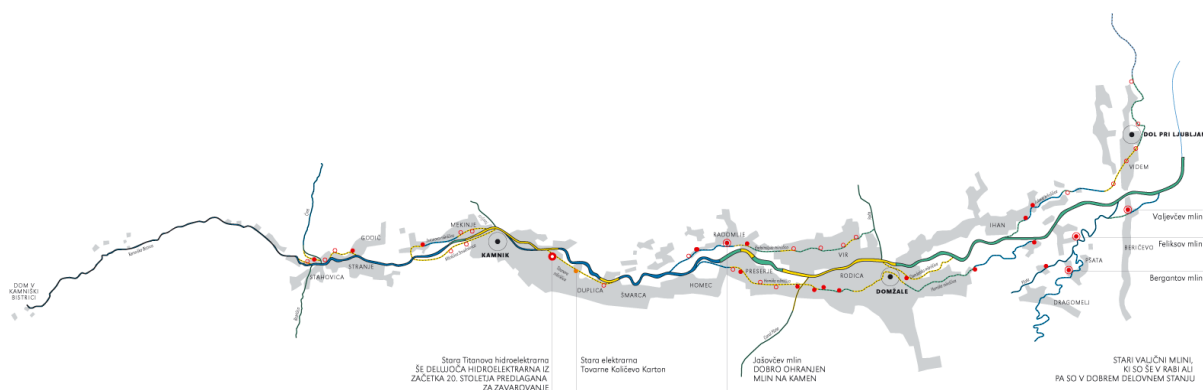 DOM V
KAMNIŠKI
BISTRICI
STAHOVICA
GODIČ
STRANJE
MEKINJE
KAMNIK
DUPLICA
ŠMARCA
HOMEC
RADOMLJE
PRESERJE
VIR
RODICA
DOMŽALE
IHAN
DOL PRI LJUBLJAN
VIDEM
BERIČEVO
PŠATA
DRAGOMELJ
Valjevčev mlin
Feliksov mlin
Bergantov mlin
Stara Titanova hidroelektrarna
ŠE DELUJOČA HIDROELEKTRARNA IZ
ZAČETKA 20. STOLETJA PREDLAGANA
ZA ZAVAROVANJE
Stara elektrarna
Tovarne Količevo Karton
Jašovčev mlin
DOBRO OHRANJEN
MLIN NA KAMEN
STARI VALJČNI MLINI,
KI SO ŠE V RABI ALI
PA SO V DOBREM DELOVNEM STANJU